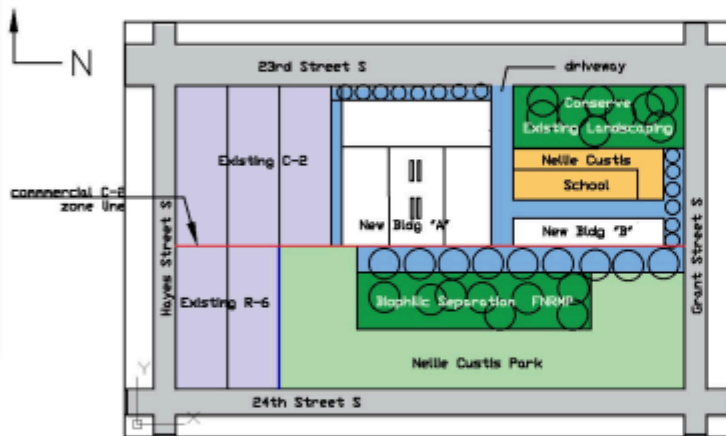 N
23rd Street S
driveway
Conserve
Existing Landscaping
Existing C-2
Nellie Custis
School
commercial C-2
zone line
New Bldg "A"
New Bldg "B"
Hayes Street S
Grant Street S
Existing R-6
Biophilic Separation FNRMP
Nellie Custis Park
24th Street S
Y
X